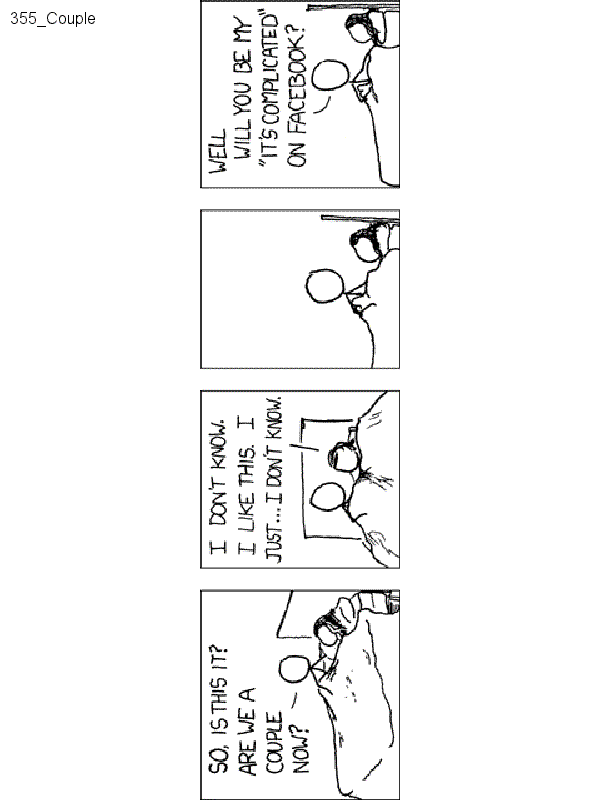 355_Couple
SO, IS THIS IT?
ARE WE A
COUPLE
NOW?
I DON'T KNOW.
I LIKE THIS. I
JUST... I DON'T KNOW.
WELL
WILL YOU BE MY
"IT'S COMPLICATED"
ON FACEBOOK?